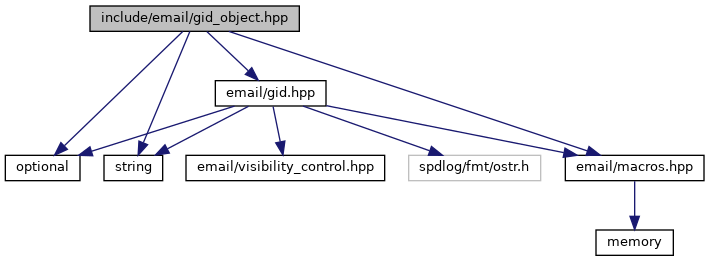 include/email/gid_object.hpp
email/gid.hpp
optional
string
email/visibility_control.hpp
spdlog/fmt/ostr.h
email/macros.hpp
memory